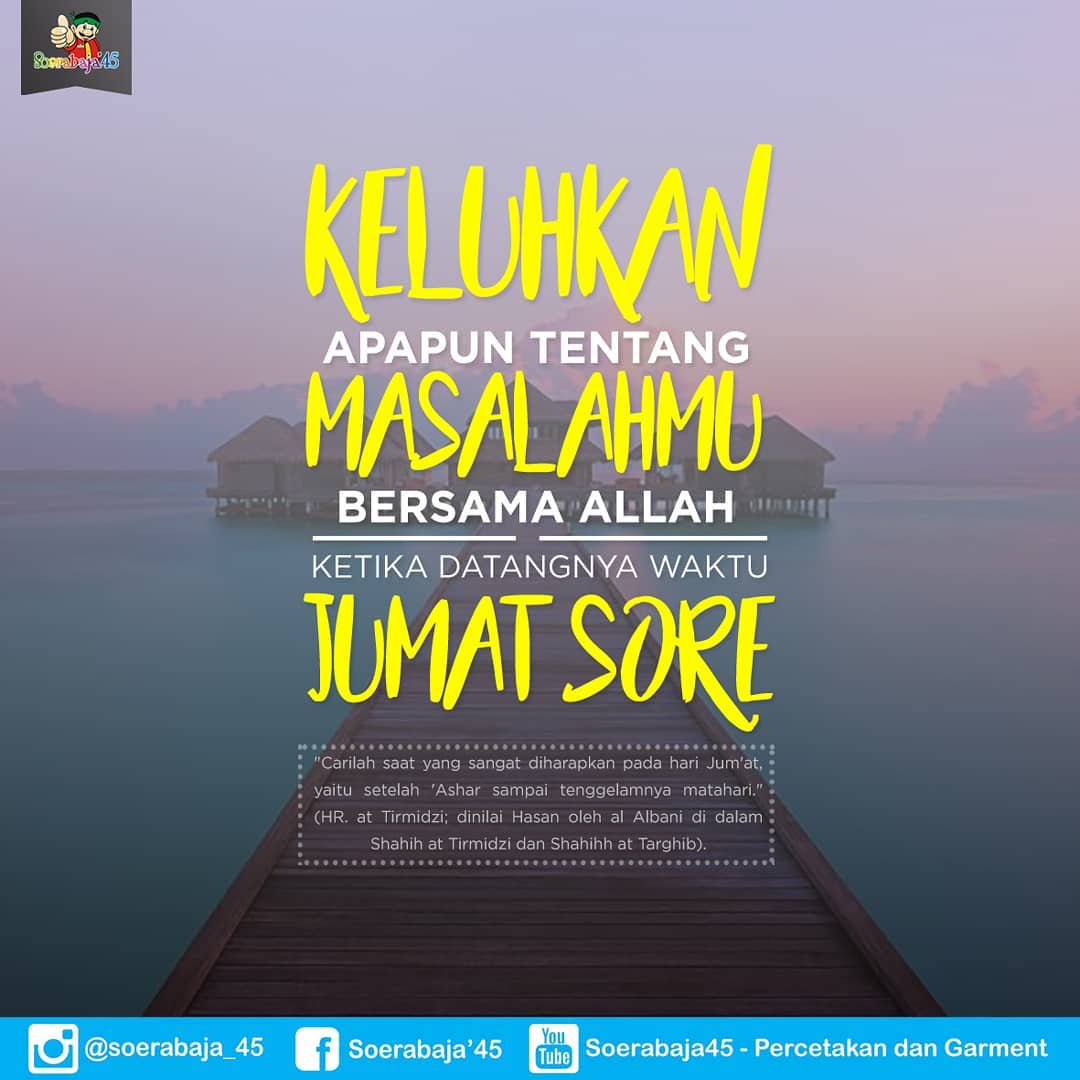 Soerabaja'45
KELUHKAN
APAPUN TENTANG
MASALAHMU
BERSAMA ALLAH
KETIKA DATANGNYA WAKTU
JUMAT SORE
"Carilah saat yang sangat diharapkan pada hari Jum'at,
yaitu setelah 'Ashar sampai tenggelamnya matahari."
(HR. at Tirmidzi; dinilai Hasan oleh al Albani di dalam
Shahih at Tirmidzi dan Shahihh at Targhib).
@soerabaja_45
Soerabaja'45
You Tube
Soerabaja45 - Percetakan dan Garment